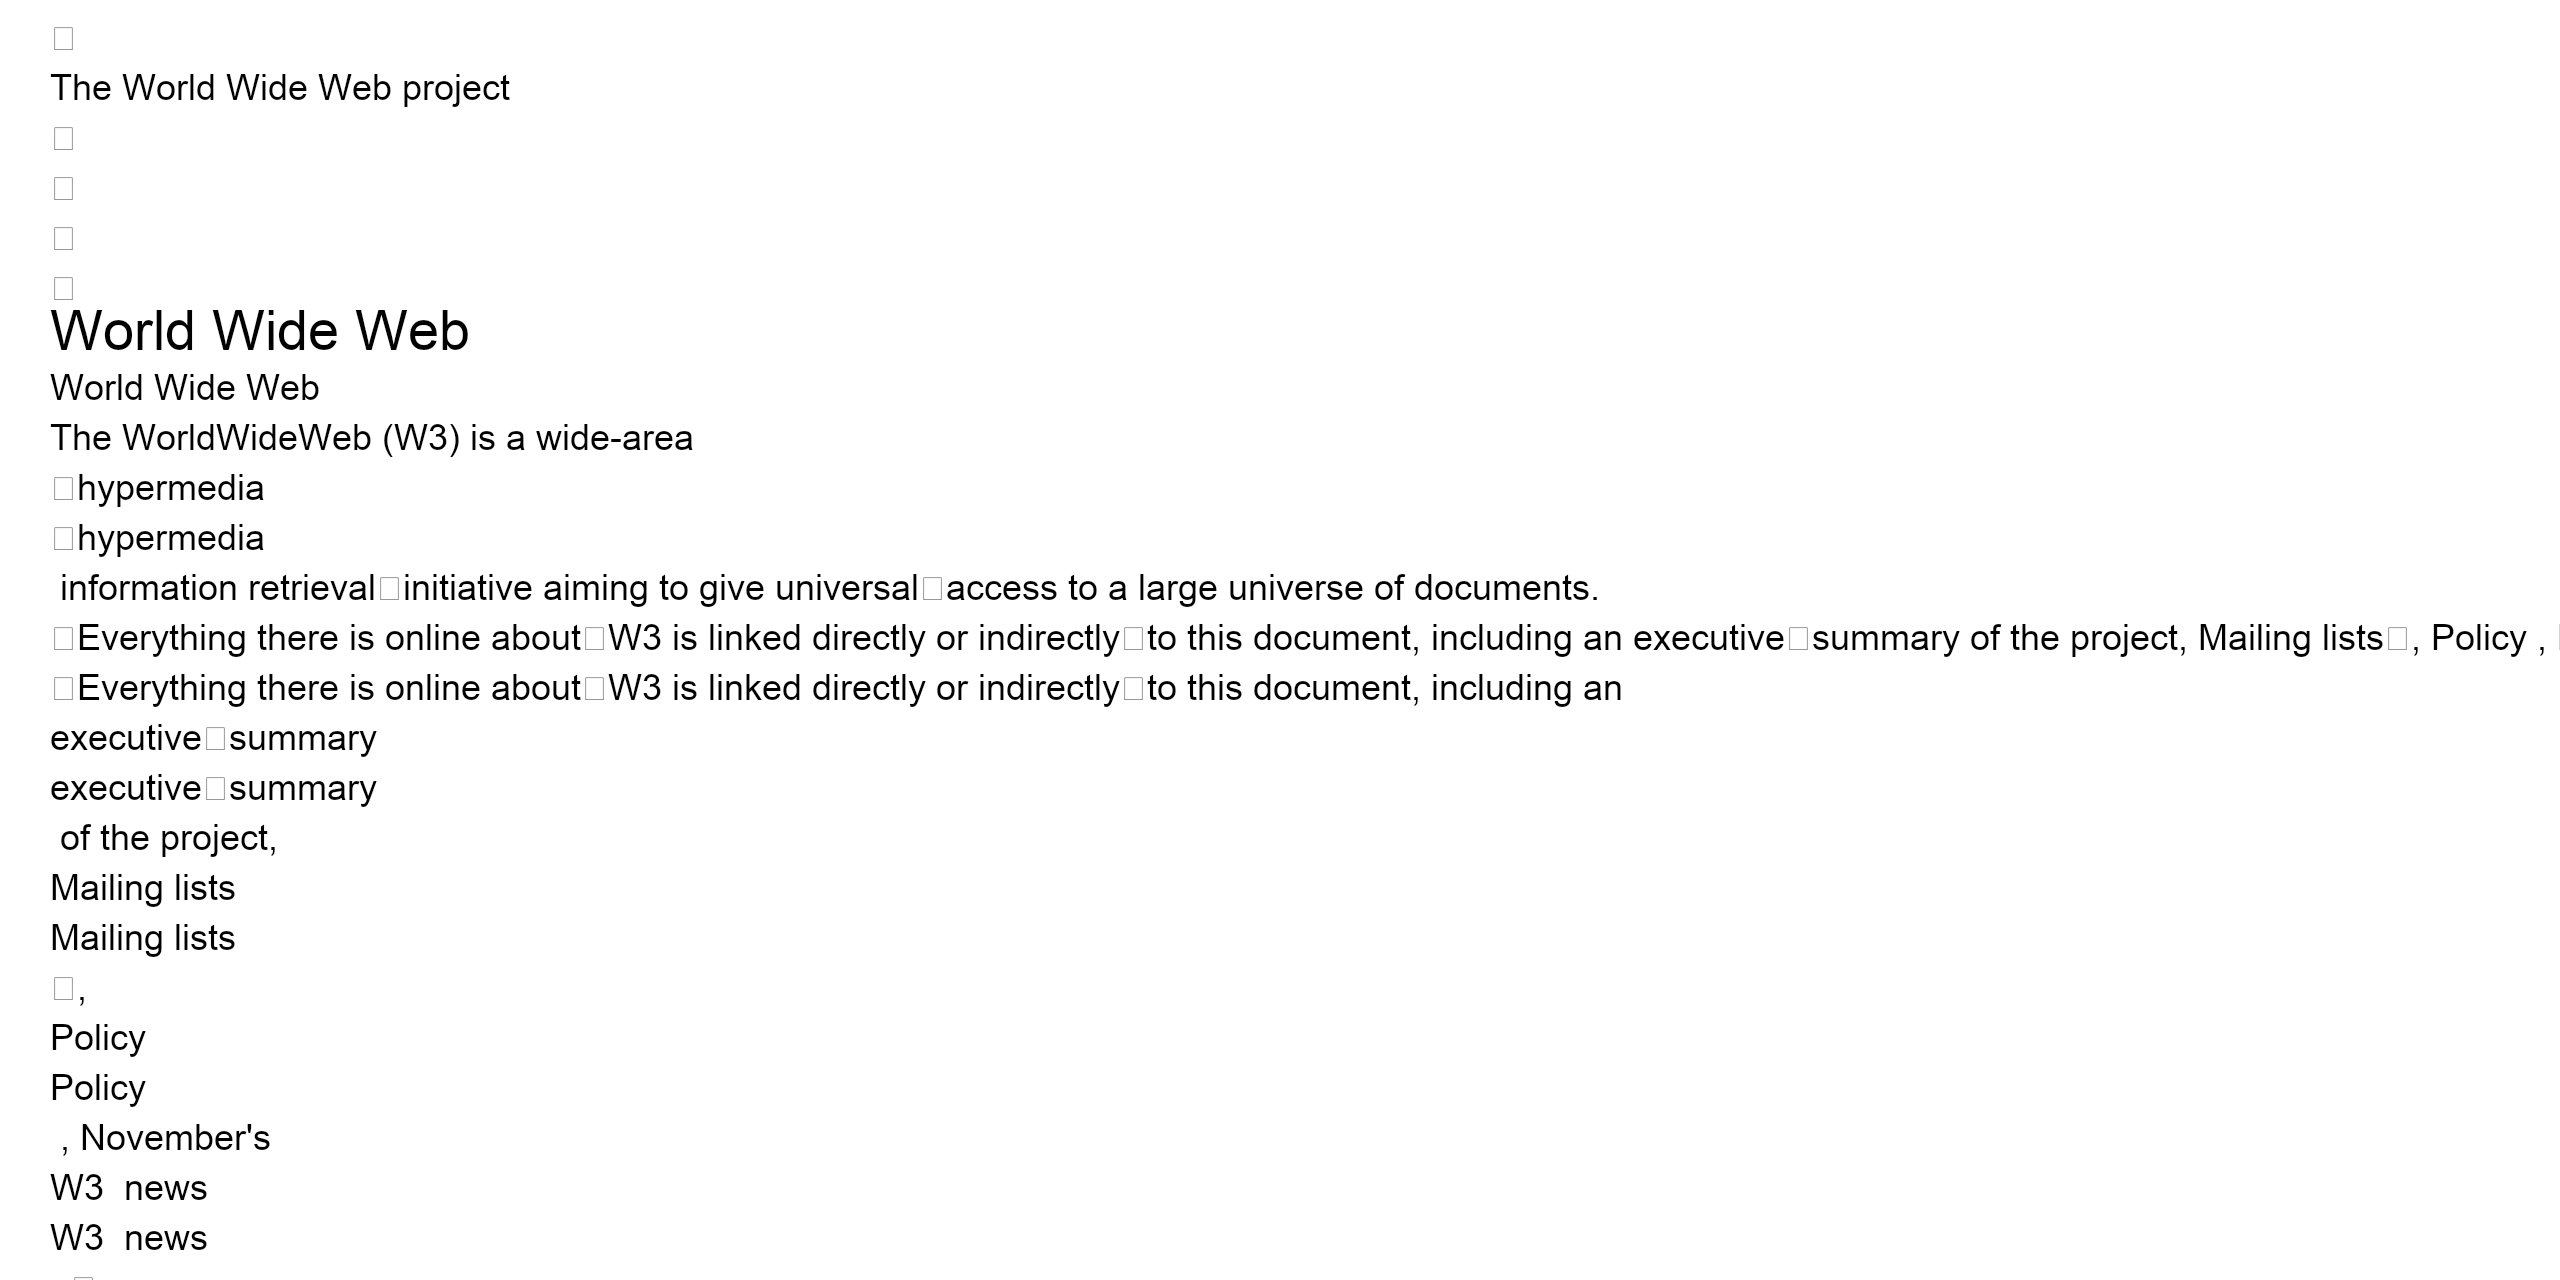 □
The World Wide Web project
□
□
□
□
World Wide Web
World Wide Web
The WorldWideWeb (W3) is a wide-area
□hypermedia
□hypermedia
information retrieval□initiative aiming to give universal□access to a large universe of documents.
□Everything there is online about□W3 is linked directly or indirectly□to this document, including an executive□summary of the project, Mailing lists□, Policy ,
□Everything there is online about□W3 is linked directly or indirectly□to this document, including an
executive□summary
executive□summary
of the project,
Mailing lists
Mailing lists
□,
Policy
Policy
, November's
W3  news
W3  news